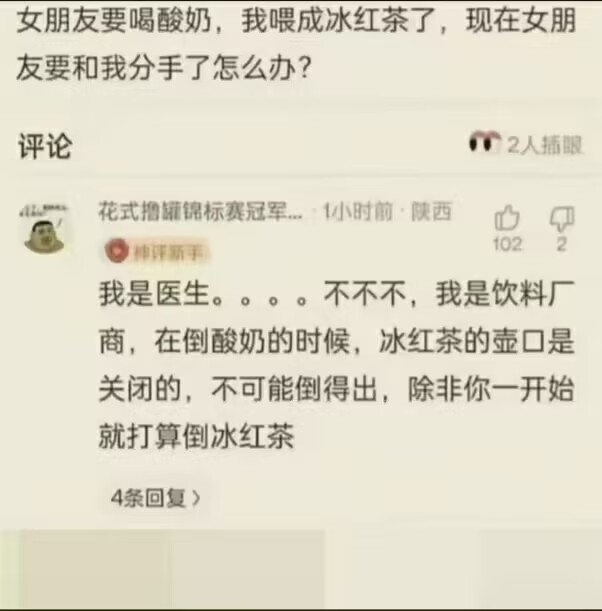 女朋友要喝酸奶，我喂成冰红茶了，现在女朋
友要和我分手了怎么办？
评论
2人插眼
花式撸罐锦标赛冠军... · 1小时前 · 陕西
神评新手
102
2
我是医生。。。。不不不，我是饮料厂
商，在倒酸奶的时候，冰红茶的壶口是
关闭的，不可能倒得出，除非你一开始
就打算倒冰红茶
4条回复 >